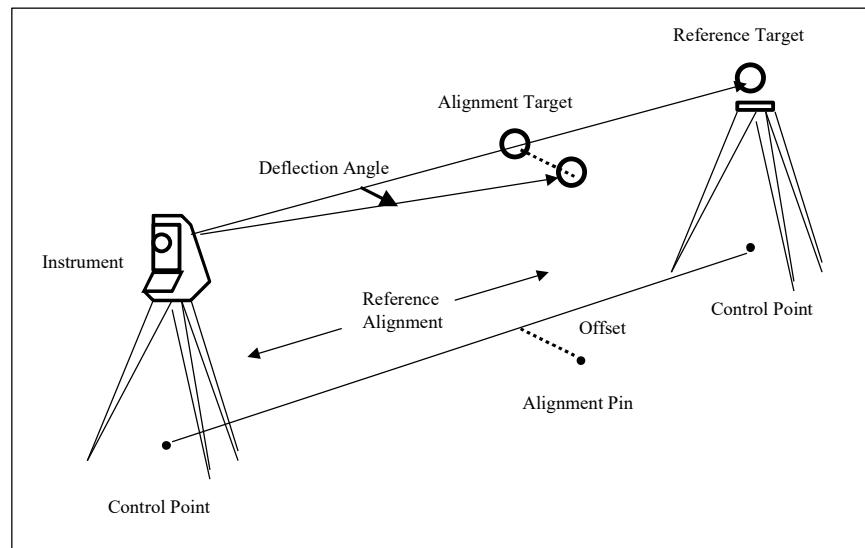 Reference Target
Alignment Target
Deflection Angle
Instrument
Reference
Alignment
Offset
Control Point
Alignment Pin
Control Point